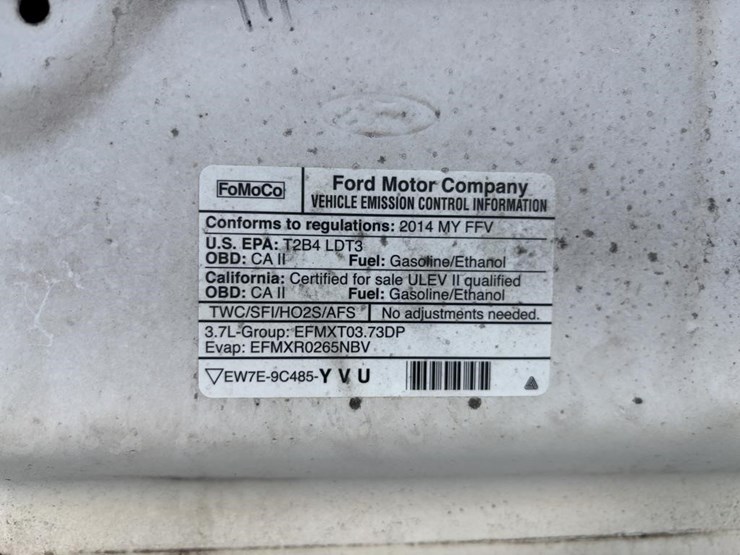 FoMoCo
Ford Motor Company
VEHICLE EMISSION CONTROL INFORMATION
Conforms to regulations: 2014 MY FFV
U.S. EPA: T2B4 LDT3
OBD: CA II Fuel: Gasoline/Ethanol
California: Certified for sale ULEV II qualified
OBD: CA II Fuel: Gasoline/Ethanol
TWC/SFI/HO2S/AFS No adjustments needed.
3.7L-Group: EFMXT03.73DP
Evap: EFMXR0265NBV
EW7E-9C485-Y V U